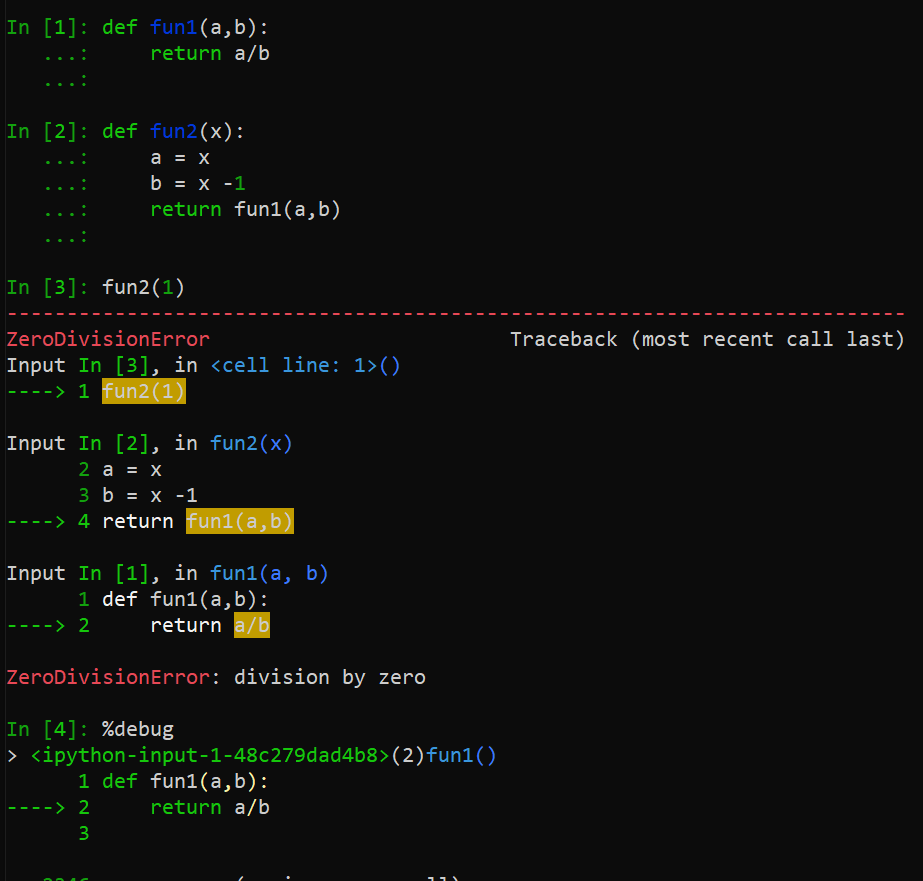 In [1]: def fun1(a,b):
   ...:     return a/b
   ...:
In [2]: def fun2(x):
   ...:     a = x
   ...:     b = x -1
   ...:     return fun1(a,b)
   ...:
In [3]: fun2(1)
---------------------------------------------------------------------------
ZeroDivisionError                         Traceback (most recent call last)
Input In [3], in <cell line: 1>()
----> 1 fun2(1)
Input In [2], in fun2(x)
      2 a = x
      3 b = x -1
----> 4 return fun1(a,b)
Input In [1], in fun1(a, b)
      1 def fun1(a,b):
----> 2     return a/b
ZeroDivisionError: division by zero
In [4]: %debug
> <ipython-input-1-48c279dad4b8>(2)fun1()
      1 def fun1(a,b):
----> 2     return a/b
      3